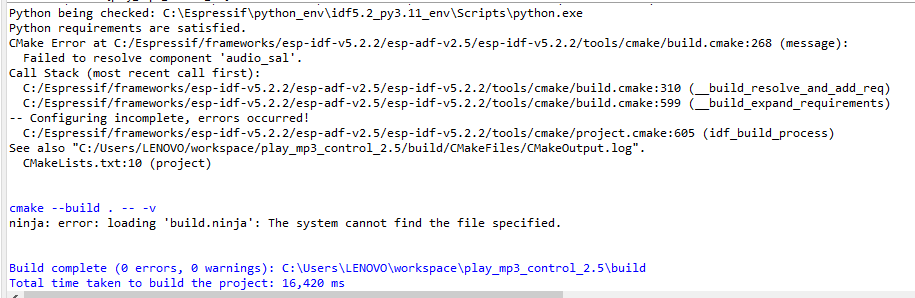 Python being checked: C:\Espressif\python_env\idf5.2_py3.11_env\Scripts\python.exe
Python requirements are satisfied.
CMake Error at C:/Espressif/frameworks/esp-idf-v5.2.2/esp-adf-v2.5/esp-idf-v5.2.2/tools/cmake/build.cmake:268 (message):
  Failed to resolve component 'audio_sal'.
Call Stack (most recent call first):
  C:/Espressif/frameworks/esp-idf-v5.2.2/esp-adf-v2.5/esp-idf-v5.2.2/tools/cmake/build.cmake:310 (__build_resolve_and_add_req)
  C:/Espressif/frameworks/esp-idf-v5.2.2/esp-adf-v2.5/esp-idf-v5.2.2/tools/cmake/build.cmake:599 (__build_expand_requirements)
-- Configuring incomplete, errors occurred!
  C:/Espressif/frameworks/esp-idf-v5.2.2/esp-adf-v2.5/esp-idf-v5.2.2/tools/cmake/project.cmake:605 (idf_build_process)
See also "C:/Users/LENOVO/workspace/play_mp3_control_2.5/build/CMakeFiles/CMakeOutput.log".
  CMakeLists.txt:10 (project)
cmake --build . -- -v
ninja: error: loading 'build.ninja': The system cannot find the file specified.
Build complete (0 errors, 0 warnings): C:\Users\LENOVO\workspace\play_mp3_control_2.5\build
Total time taken to build the project: 16,420 ms